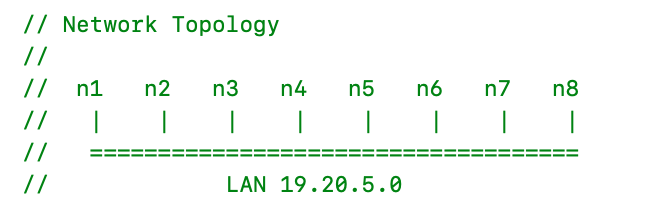 // Network Topology
//
//  n1   n2   n3   n4   n5   n6   n7   n8
//   |    |    |    |    |    |    |    |
//   ====================================
//             LAN 19.20.5.0